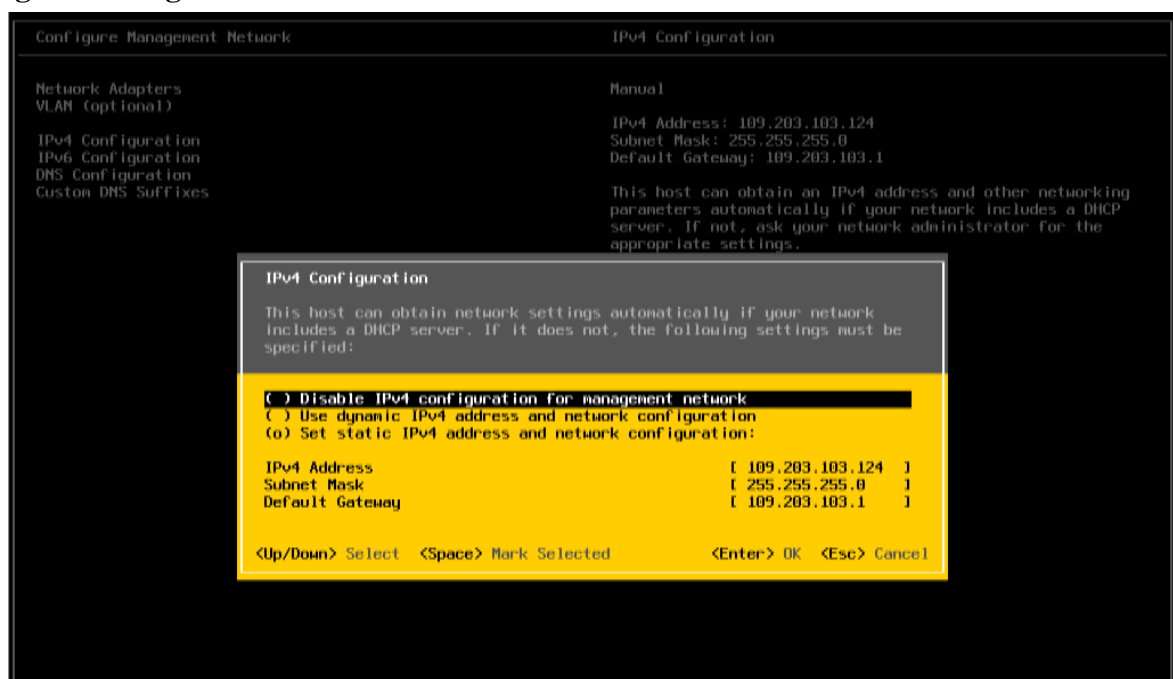 Configure Management Network
IPv4 Configuration
Network Adapters
VLAN (optional)
IPv4 Configuration
IPv6 Configuration
DNS Configuration
Custom DNS Suffixes
Manual
IPv4 Address: 109.203.103.124
Subnet Mask: 255.255.255.0
Default Gateway: 109.203.103.1
This host can obtain an IPv4 address and other networking
parameters automatically if your network includes a DHCP
server. If not, ask your network administrator for the
appropriate settings.
IPv4 Configuration
This host can obtain network settings automatically if your network
includes a DHCP server. If it does not, the following settings must be
specified:
( ) Disable IPv4 configuration for management network
( ) Use dynamic IPv4 address and network configuration
(o) Set static IPv4 address and network configuration:
IPv4 Address [ 109.203.103.124 ]
Subnet Mask [ 255.255.255.0 ]
Default Gateway [ 109.203.103.1 ]
<Up/Down> Select <Space> Mark Selected <Enter> OK <Esc> Cancel